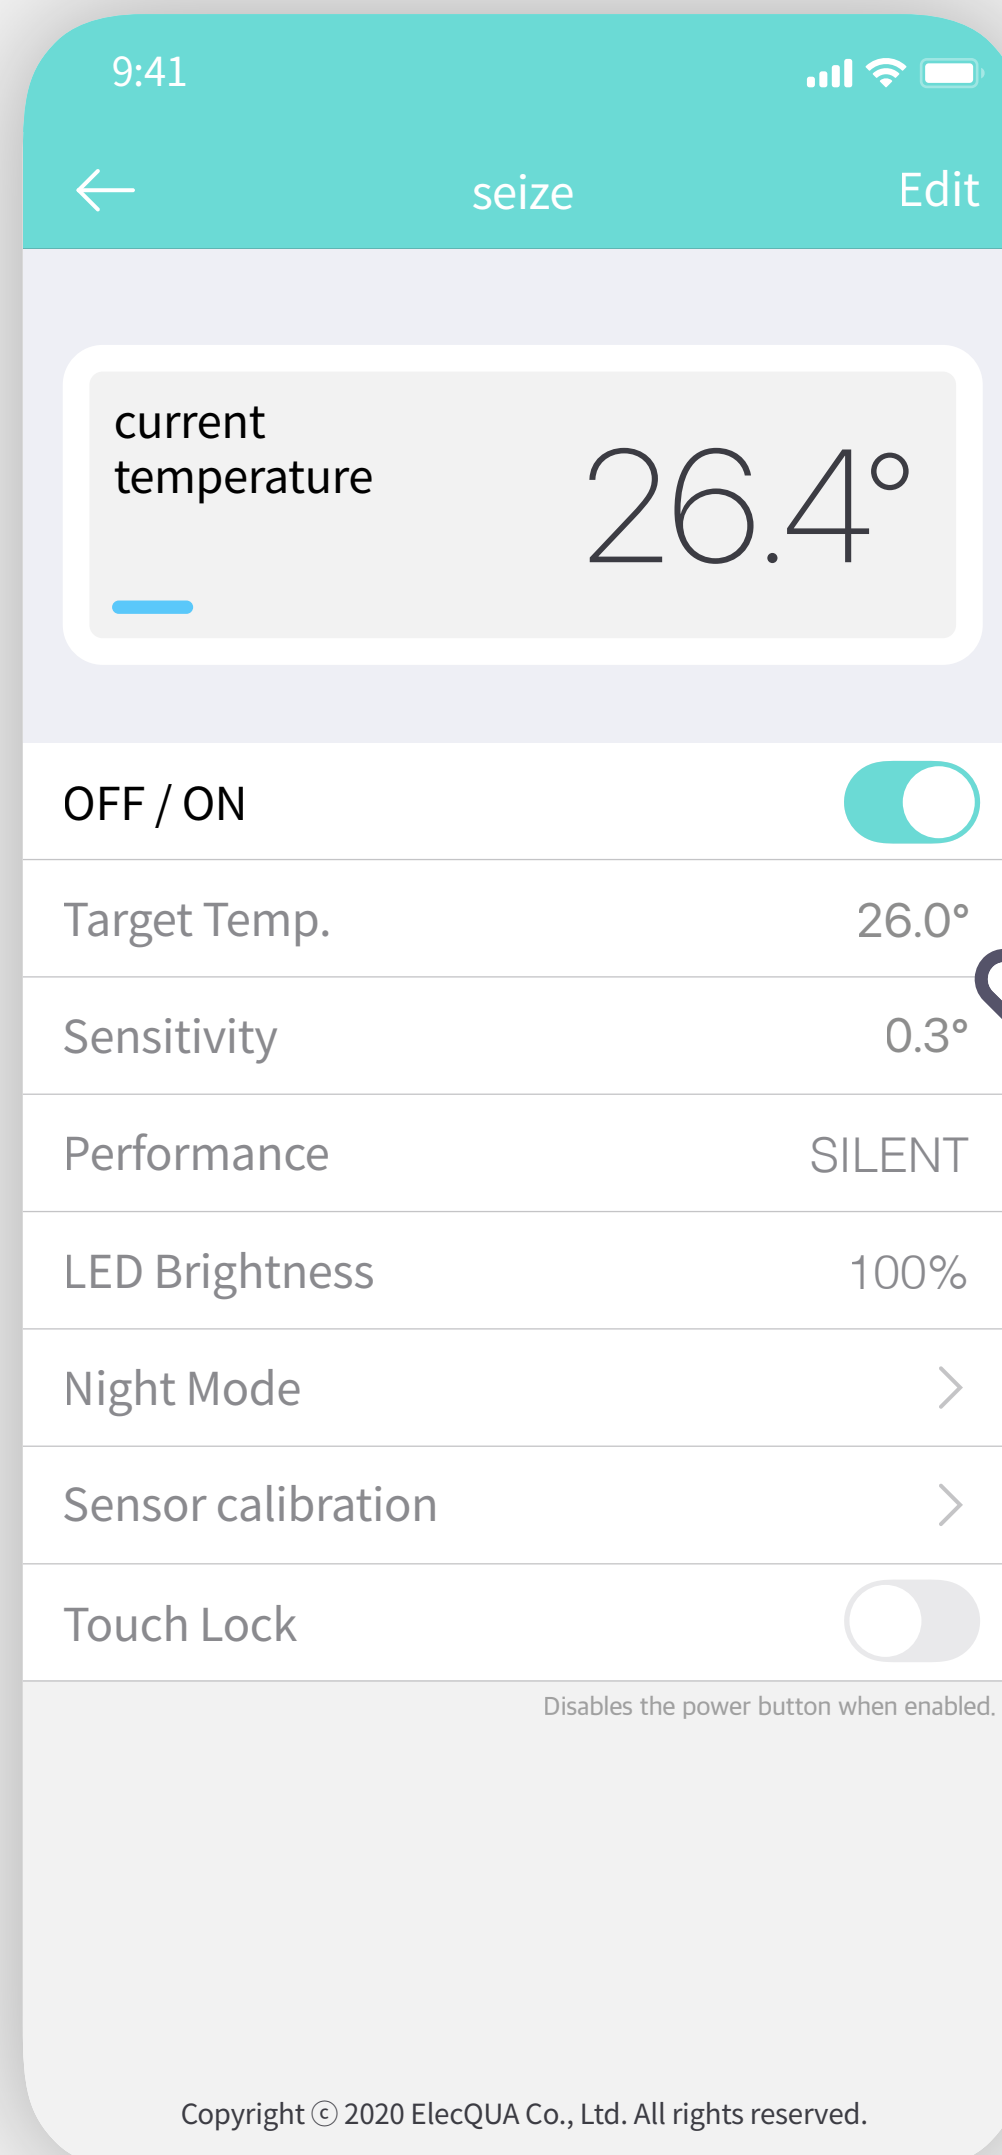 9:41
seize
Edit
current
temperature
26.4°
OFF / ON
Target Temp.
26.0°
Sensitivity
0.3°
Performance
SILENT
LED Brightness
100%
Night Mode
Sensor calibration
Touch Lock
Disables the power button when enabled.
Copyright ⓒ 2020 ElecQUA Co., Ltd. All rights reserved.